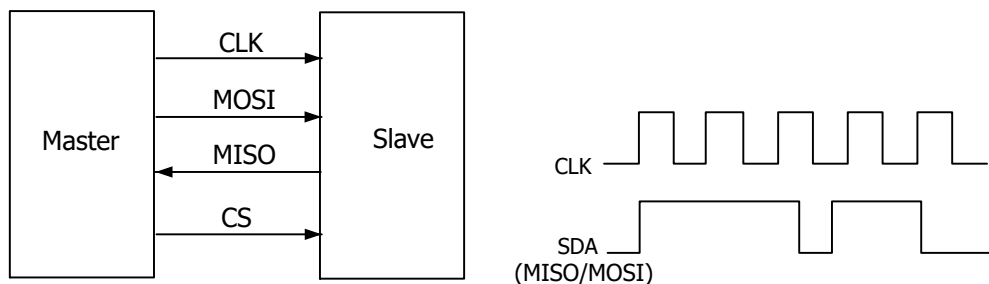 CLK
MOSI
Master
Slave
MISO
CS
CLK
SDA
(MISO/MOSI)